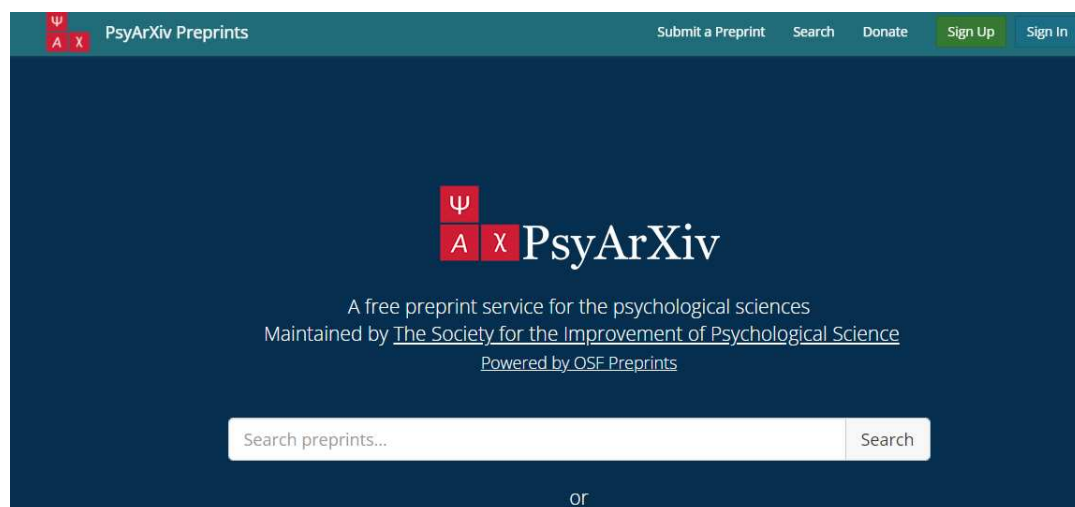 Ψ
A X
PsyArXiv Preprints
Submit a Preprint Search Donate Sign Up Sign In
Ψ
A χ PsyArXiv
A free preprint service for the psychological sciences
Maintained by The Society for the Improvement of Psychological Science
Powered by OSF Preprints
Search preprints... Search
or